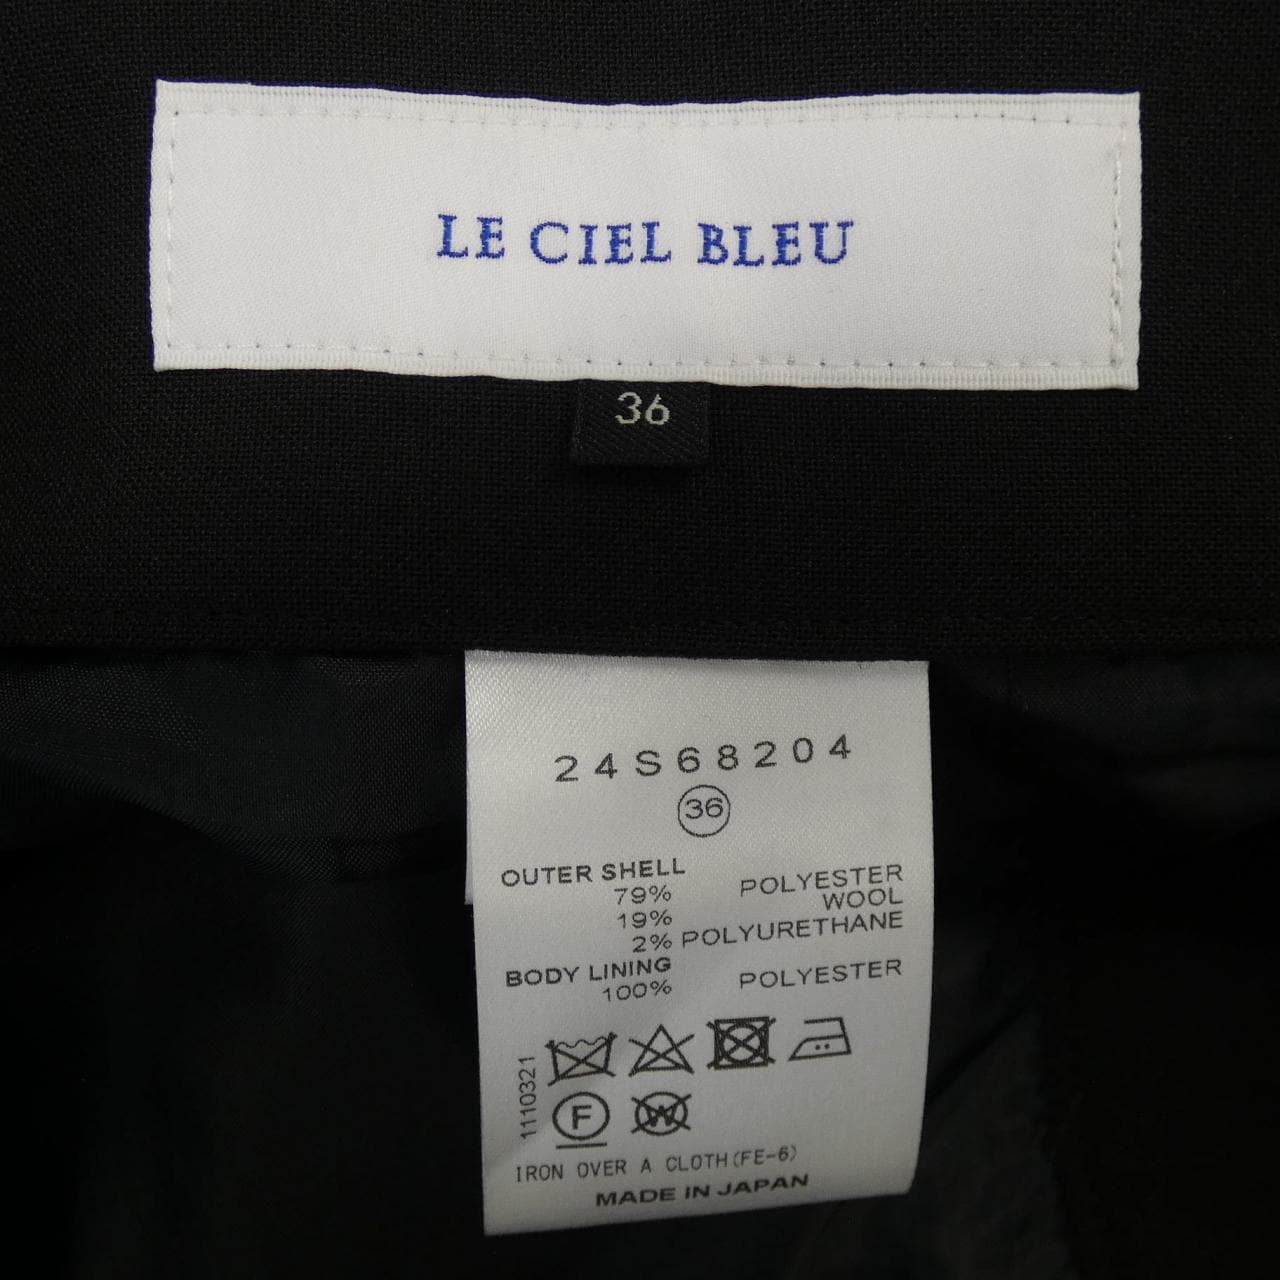 LE CIEL BLEU
36
24S68204
36
OUTER SHELL
79% POLYESTER
19% WOOL
2% POLYURETHANE
BODY LINING
100% POLYESTER
1110321
F W
IRON OVER A CLOTH(FE-6)
MADE IN JAPAN